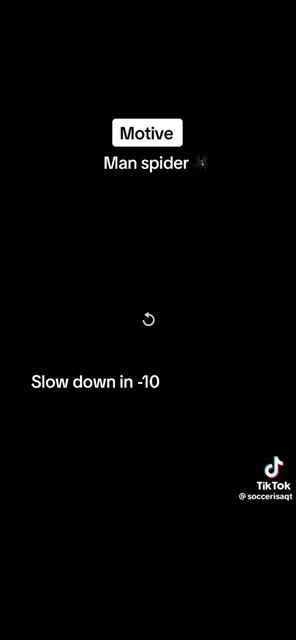 Motive
Man spider 🕷
Slow down in -10
TikTok
@soccerisaqt